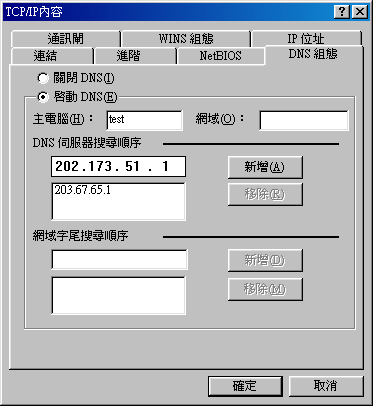 TCP/IP內容
通訊閘 WINS 組態 IP 位址
連結 進階 NetBIOS DNS 組態
關閉 DNS(I)
啟動 DNS(E)
主電腦(H)： test 網域(O)：
DNS 伺服器搜尋順序
202.173.51 . 1 新增(A)
203.67.65.1 移除(R)
網域字尾搜尋順序
新增(D)
移除(M)
確定 取消